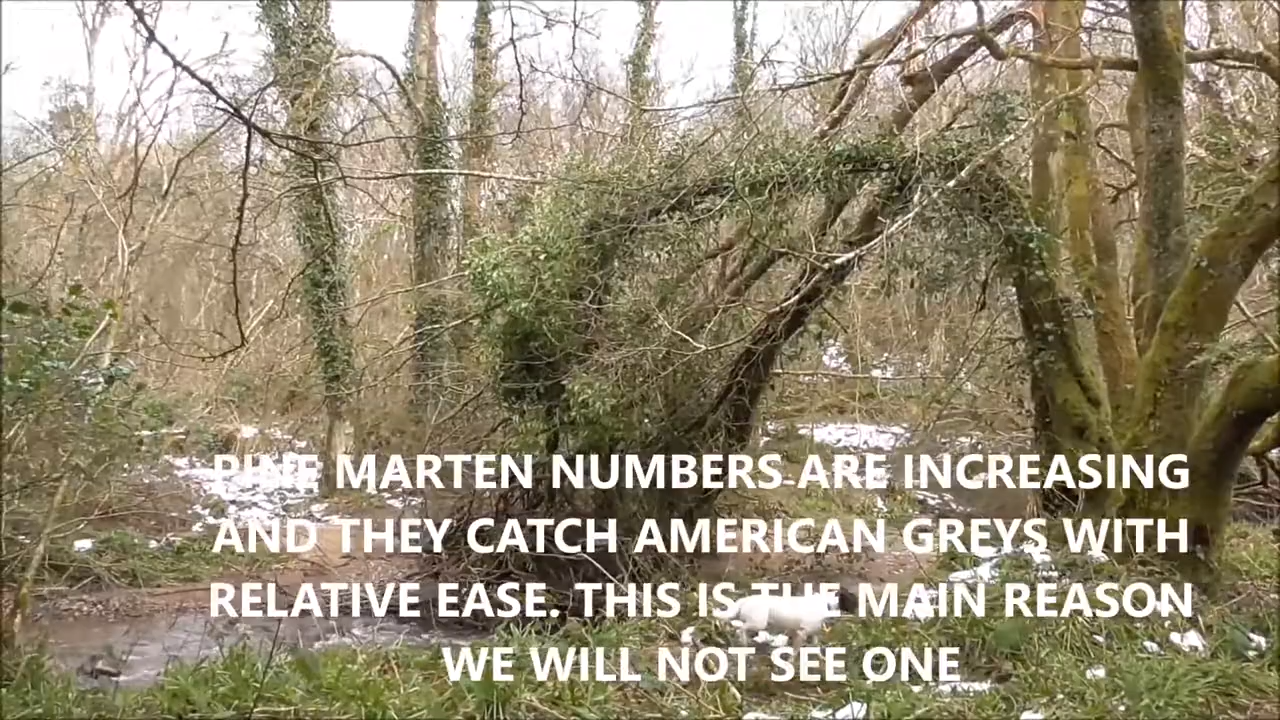 PINE MARTEN NUMBERS ARE INCREASING
AND THEY CATCH AMERICAN GREYS WITH
RELATIVE EASE. THIS IS THE MAIN REASON
WE WILL NOT SEE ONE